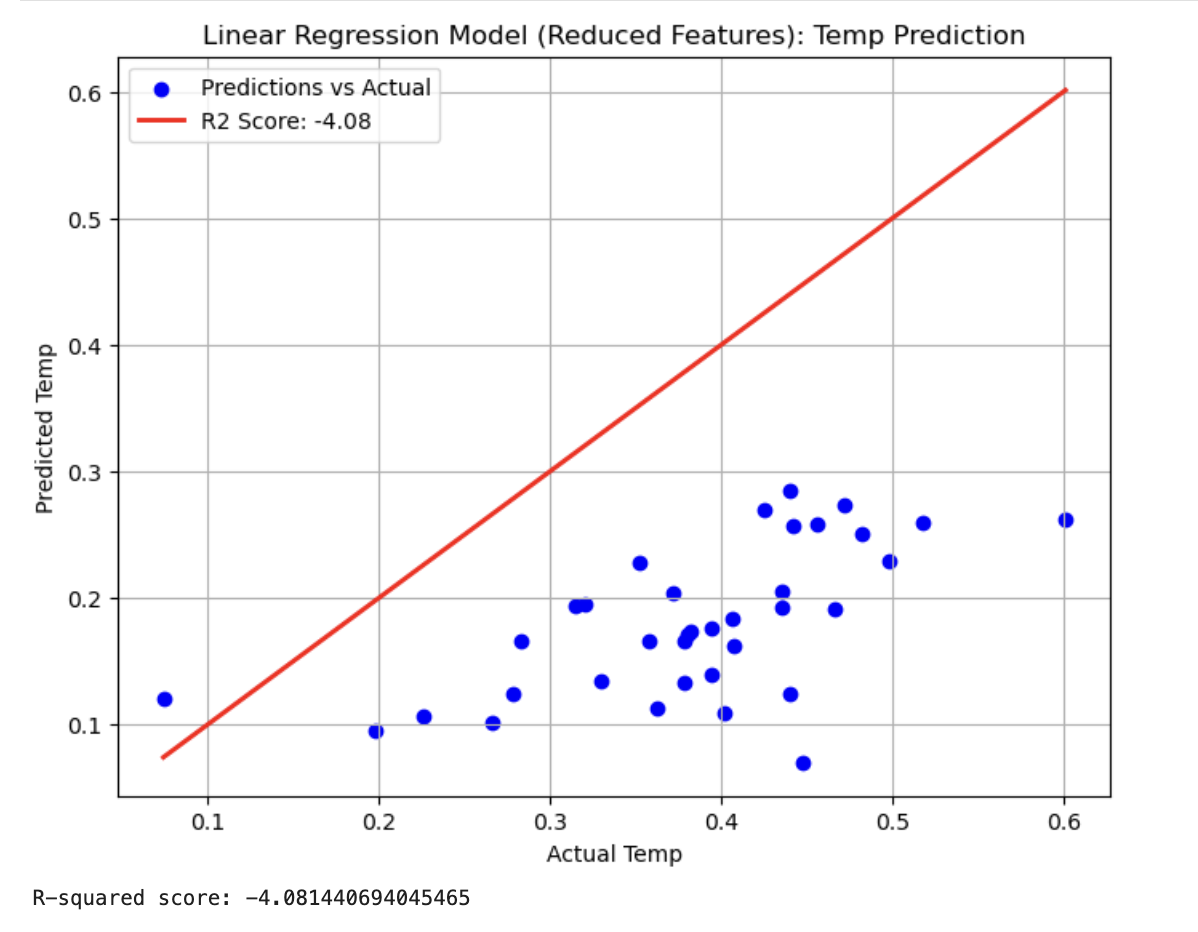 Linear Regression Model (Reduced Features): Temp Prediction
Predictions vs Actual
R2 Score: -4.08
Predicted Temp
0.6
0.5
0.4
0.3
0.2
0.1
0.1 0.2 0.3 0.4 0.5 0.6
Actual Temp
R-squared score: -4.081440694045465